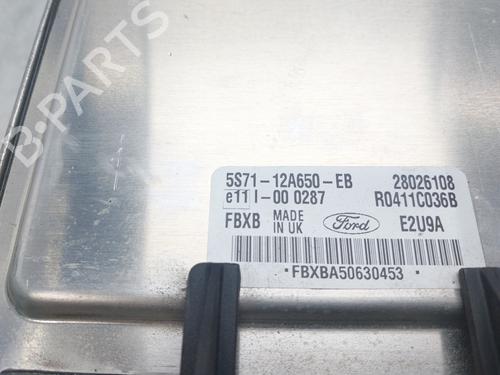 B-PARTS
5S71-12A650-EB 28026108
e11 I-00 0287 R0411C036B
FBXB MADE IN UK Ford E2U9A
FBXBA50630453